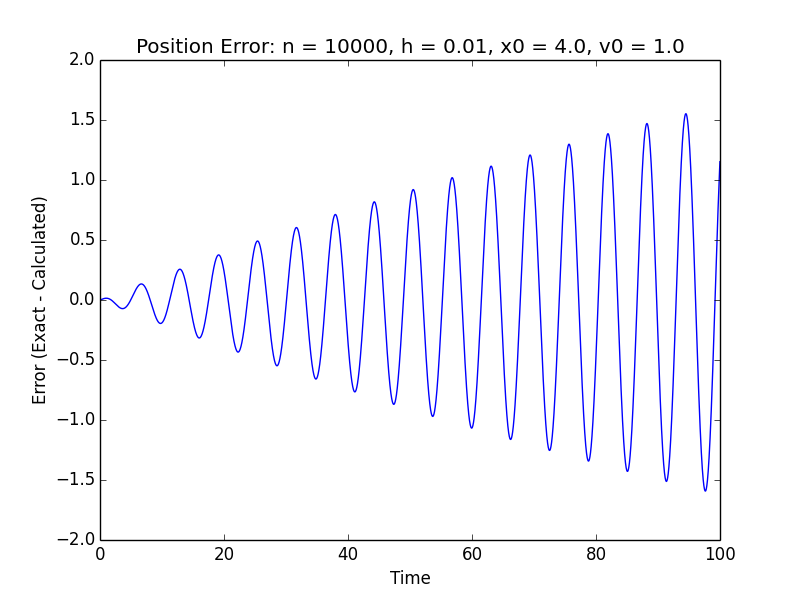 Position Error: n = 10000, h = 0.01, x0 = 4.0, v0 = 1.0
2.0
1.5
1.0
0.5
0.0
−0.5
−1.0
−1.5
−2.0
Error (Exact - Calculated)
0 20 40 60 80 100
Time